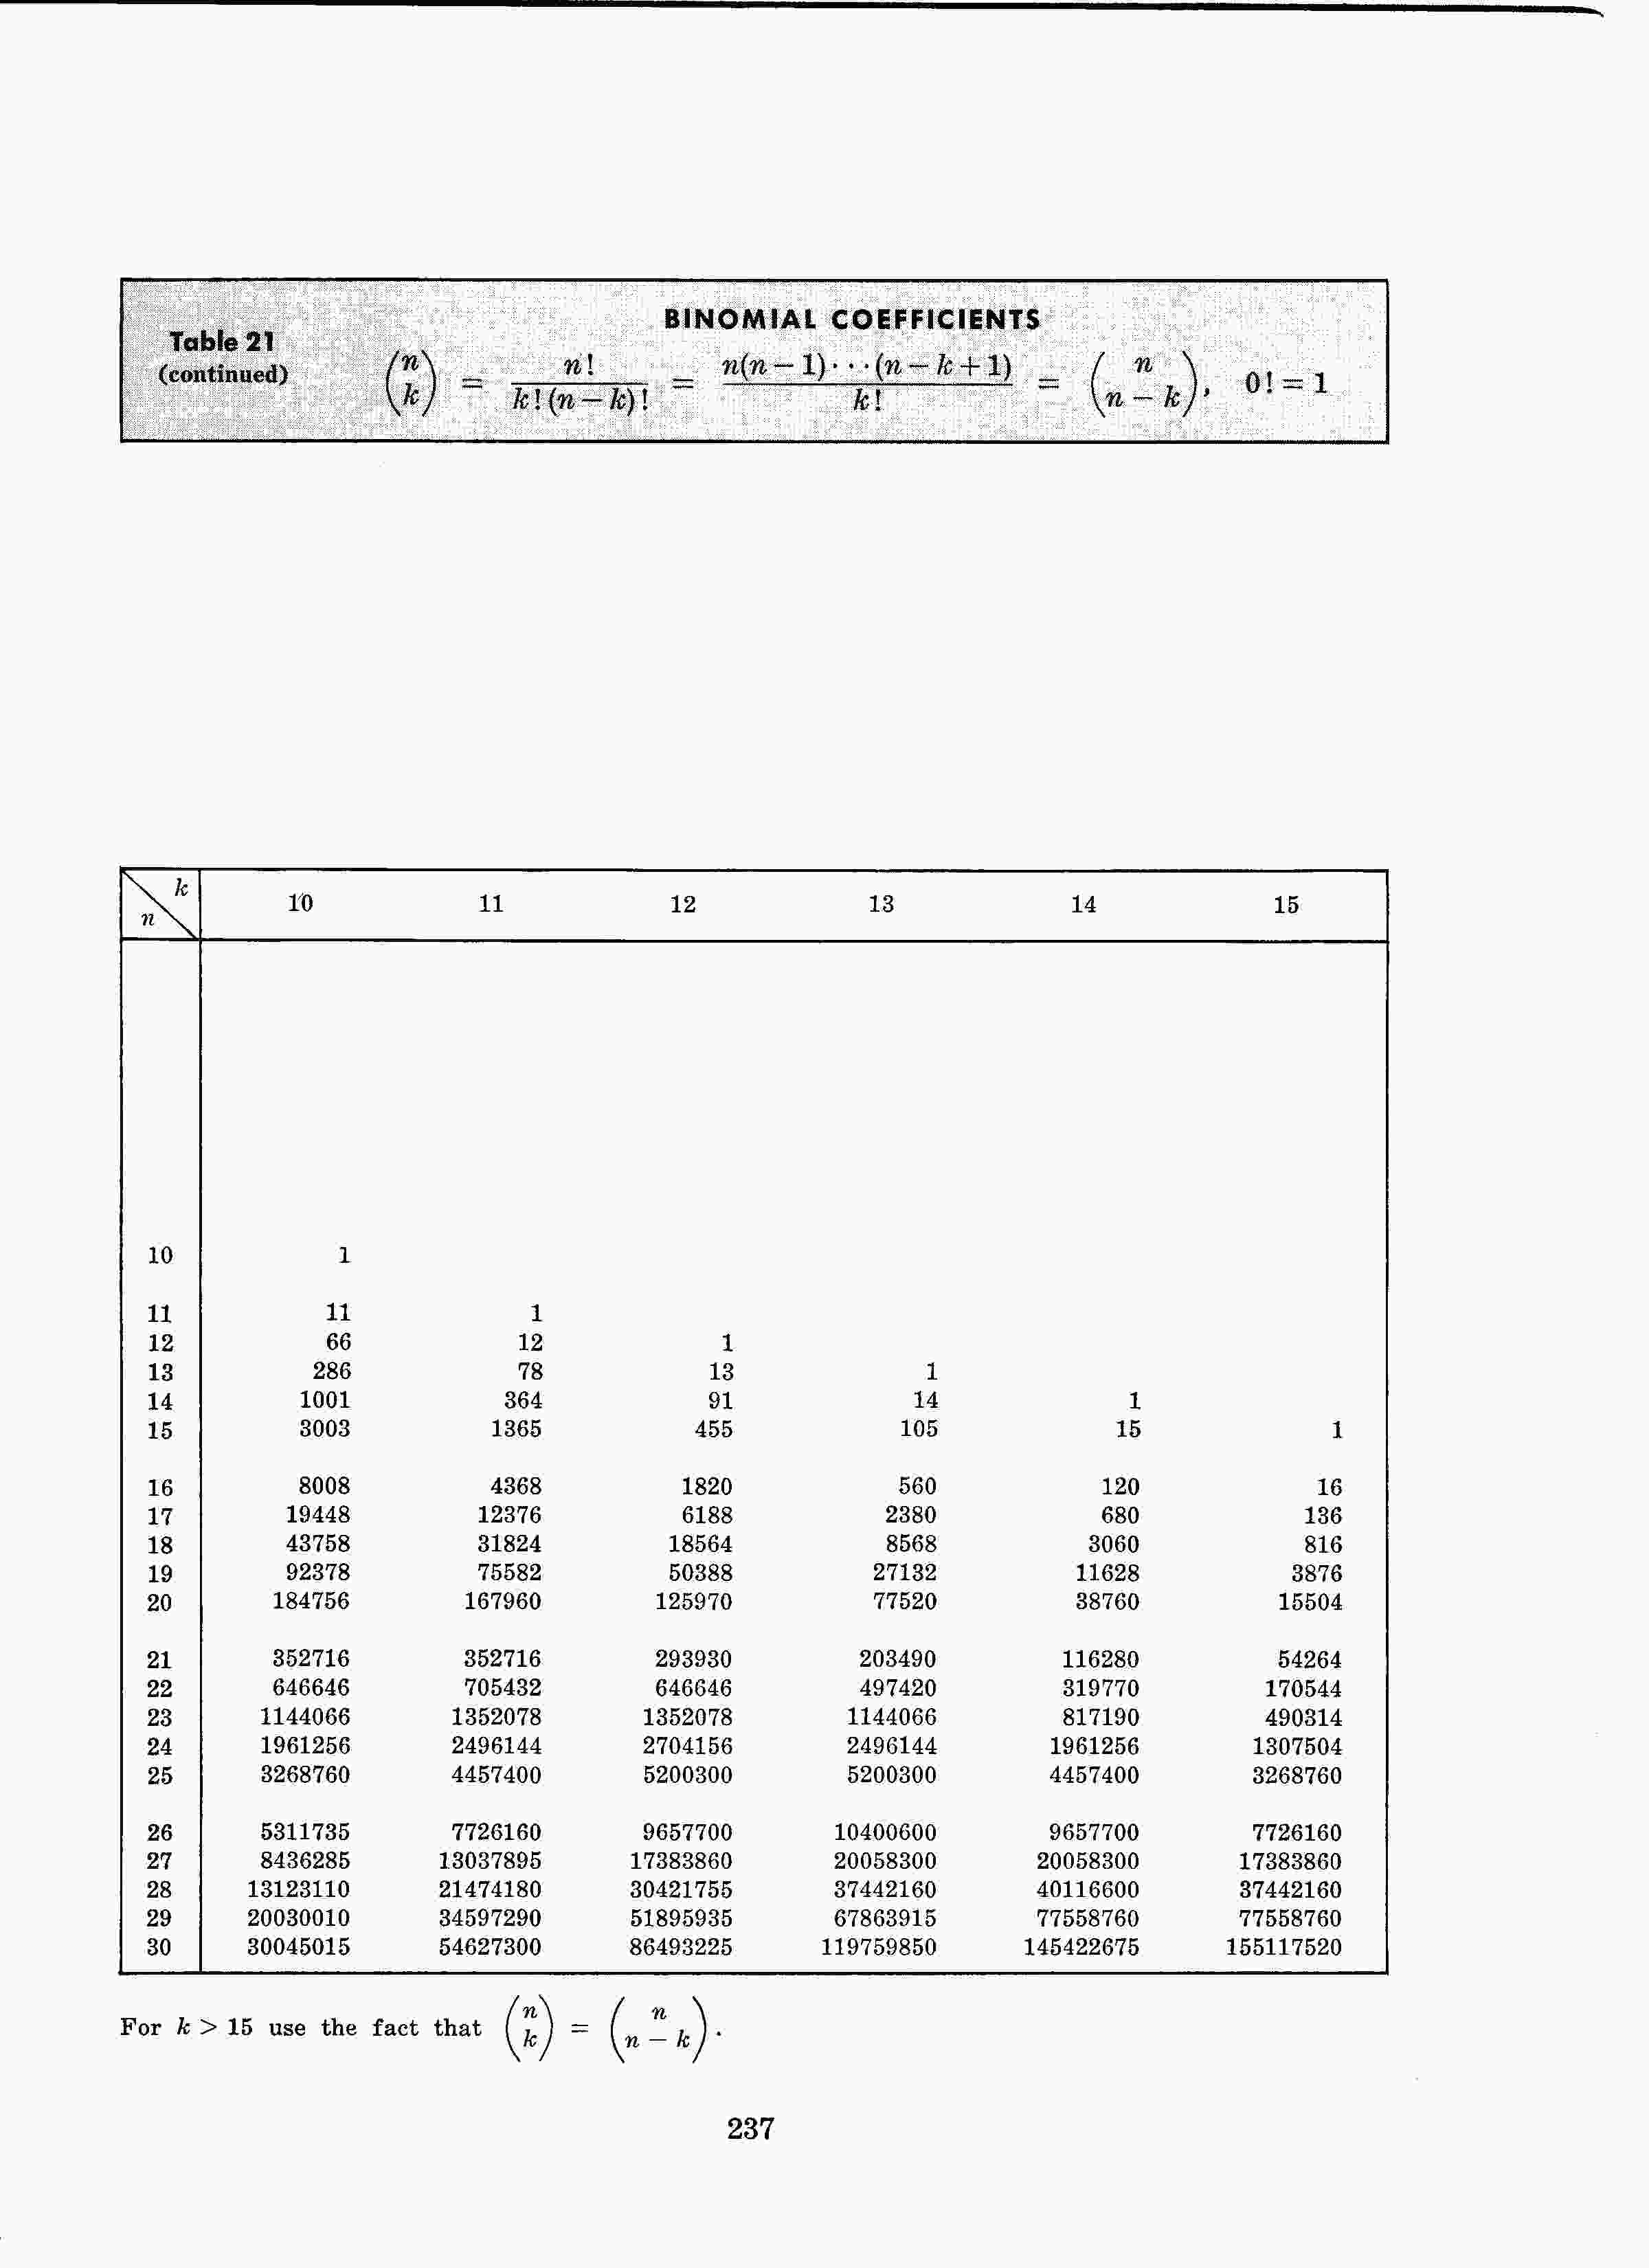 BINOMIAL COEFFICIENTS
Table 21
(continued)
(n k) = n! / k!(n − k)! = n(n − 1)···(n − k + 1) / k! = (n n − k), 0! = 1
n k 10 11 12 13 14 15
10 1
11 11 1
12 66 12 1
13 286 78 13 1
14 1001 364 91 14 1
15 3003 1365 455 105 15 1
16 8008 4368 1820 560 120 16
17 19448 12376 6188 2380 680 136
18 43758 31824 18564 8568 3060 816
19 92378 75582 50388 27132 11628 3876
20 184756 167960 125970 77520 38760 15504
21 352716 352716 293930 203490 116280 54264
22 646646 705432 646646 497420 319770 170544
23 1144066 1352078 1352078 1144066 817190 490314
24 1961256 2496144 2704156 2496144 1961256 1307504
25 3268760 4457400 5200300 5200300 4457400 3268760
26 5311735 7726160 9657700 10400600 9657700 7726160
27 8436285 13037895 17383860 20058300 20058300 17383860
28 13123110 21474180 30421755 37442160 40116600 37442160
29 20030010 34597290 51895935 67863915 77558760 77558760
30 30045015 54627300 86493225 119759850 145422675 155117520
For k > 15 use the fact that (n k) = (n n − k).
237